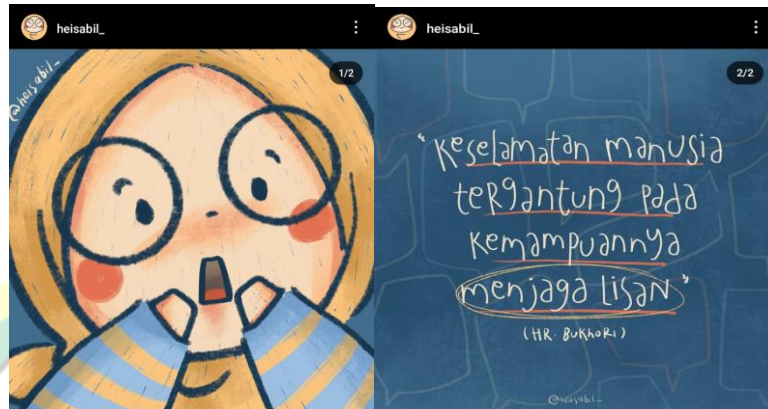 heisabil_
1/2
@heisabil_
heisabil_
2/2
"Keselamatan manusia
tergantung pada
kemampuannya
menjaga lisan"
(HR. Bukhori)
@heisabil_